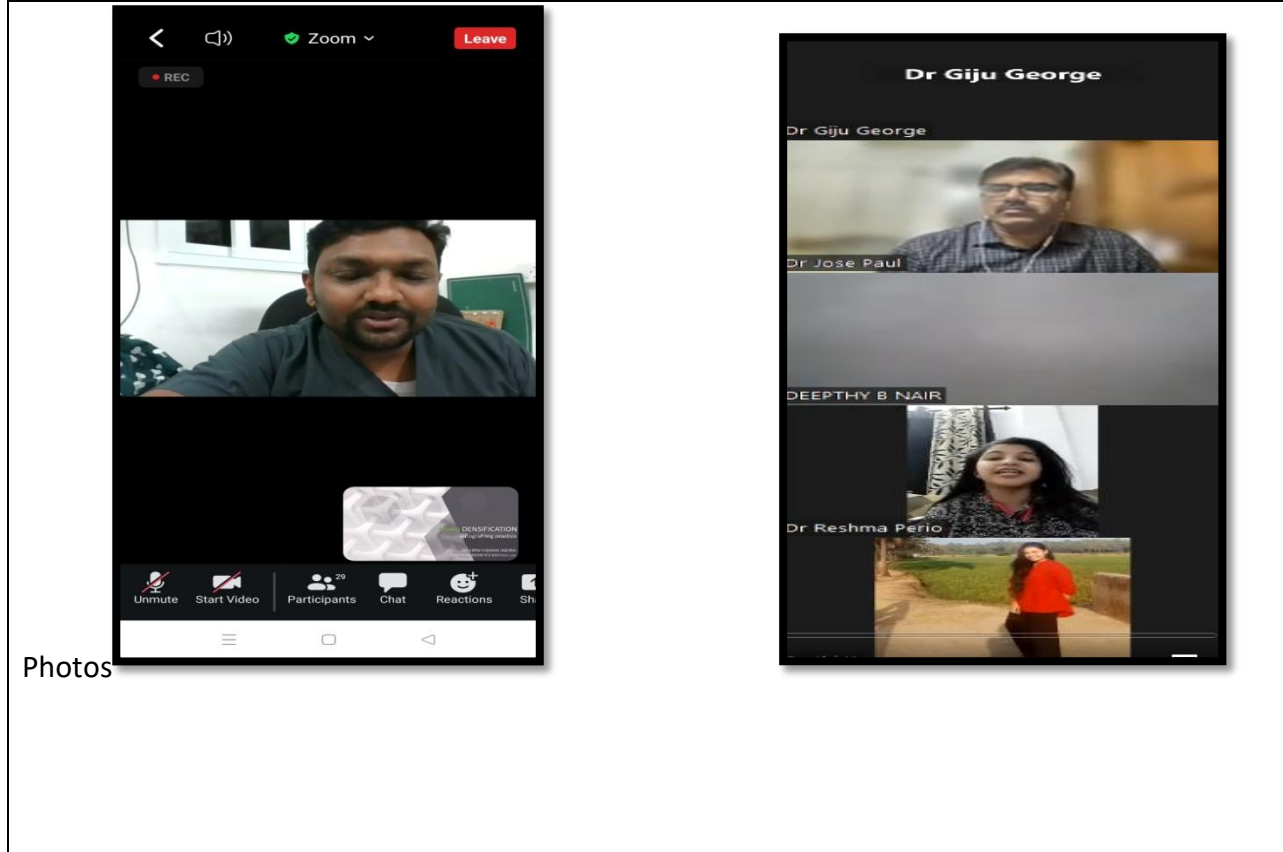 Zoom
Leave
REC
DENSIFICATION
29
Unmute
Start Video
Participants
Chat
Reactions
Photos
Dr Giju George
Dr Giju George
Dr Jose Paul
DEEPTHY B NAIR
Dr Reshma Perio